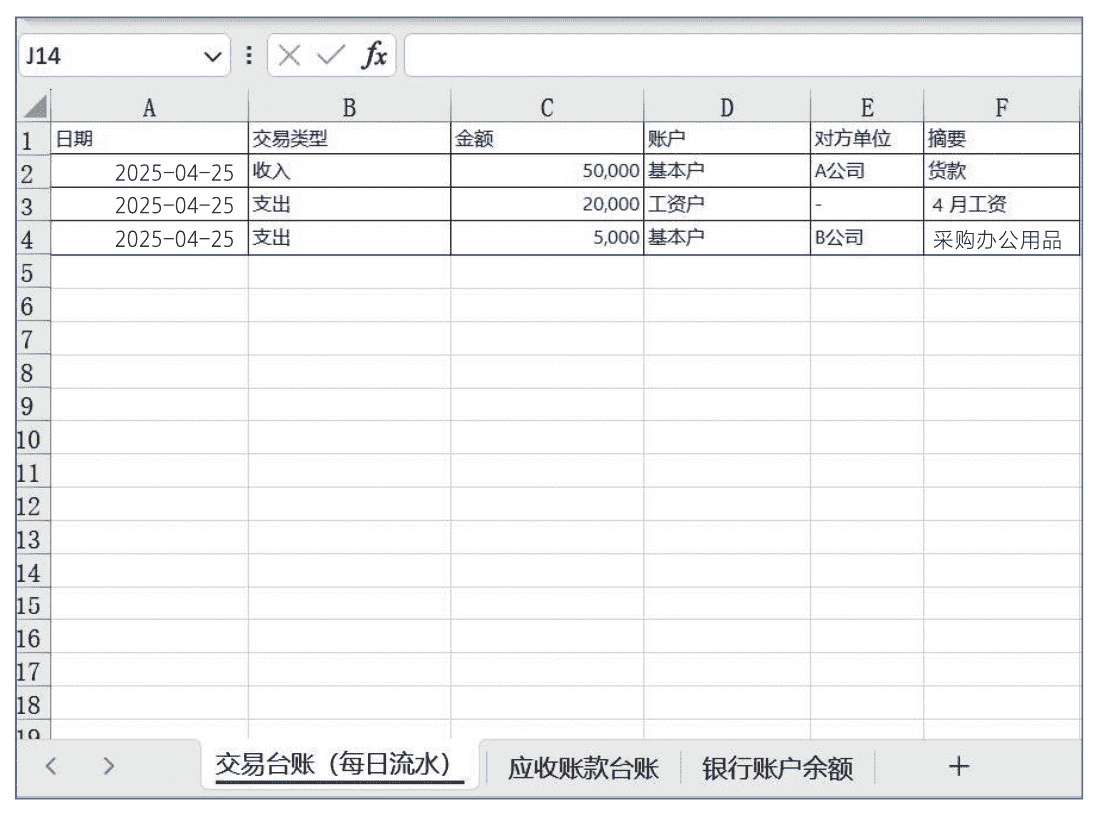 J14 fx
A B C D E F
1 日期 交易类型 金额 账户 对方单位 摘要
2 2025-04-25 收入 50,000 基本户 A公司 货款
3 2025-04-25 支出 20,000 工资户 - 4 月工资
4 2025-04-25 支出 5,000 基本户 B公司 采购办公用品
5
6
7
8
9
10
11
12
13
14
15
16
17
18
19
交易台账（每日流水） 应收账款台账 银行账户余额 +